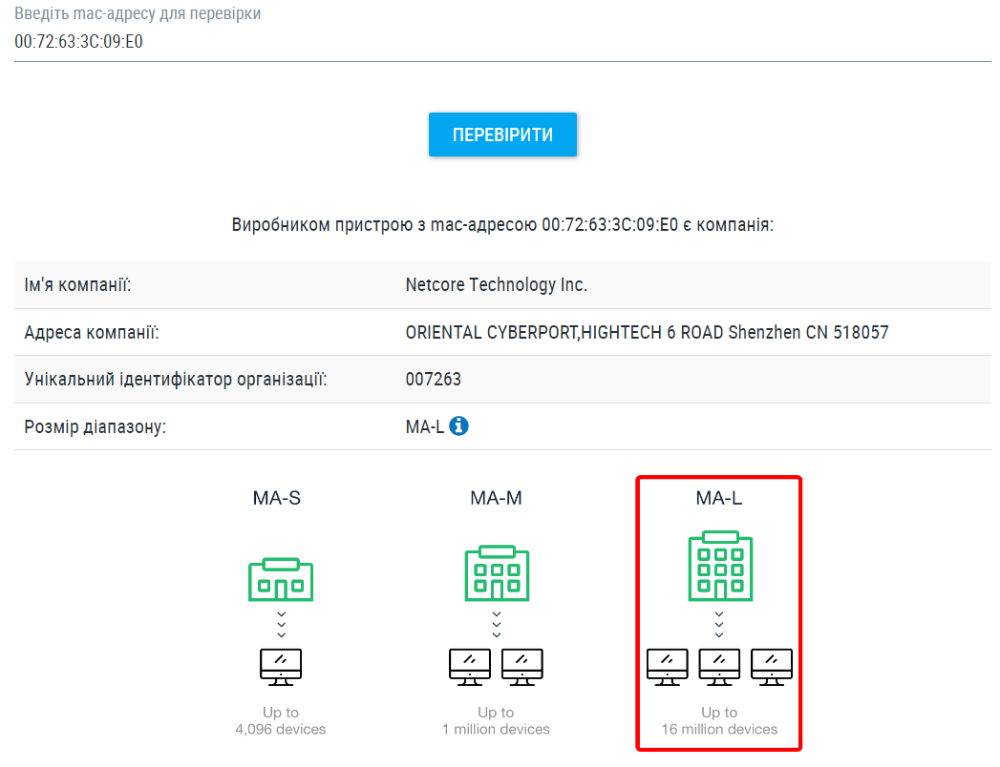 Введіть mac-адресу для перевірки
00:72:63:3C:09:E0
ПЕРЕВІРИТИ
Виробником пристрою з mac-адресою 00:72:63:3C:09:E0 є компанія:
Ім'я компанії: Netcore Technology Inc.
Адреса компанії: ORIENTAL CYBERPORT,HIGHTECH 6 ROAD Shenzhen CN 518057
Унікальний ідентифікатор організації: 007263
Розмір діапазону: MA-L
MA-S MA-M MA-L
Up to Up to Up to
4,096 devices 1 million devices 16 million devices